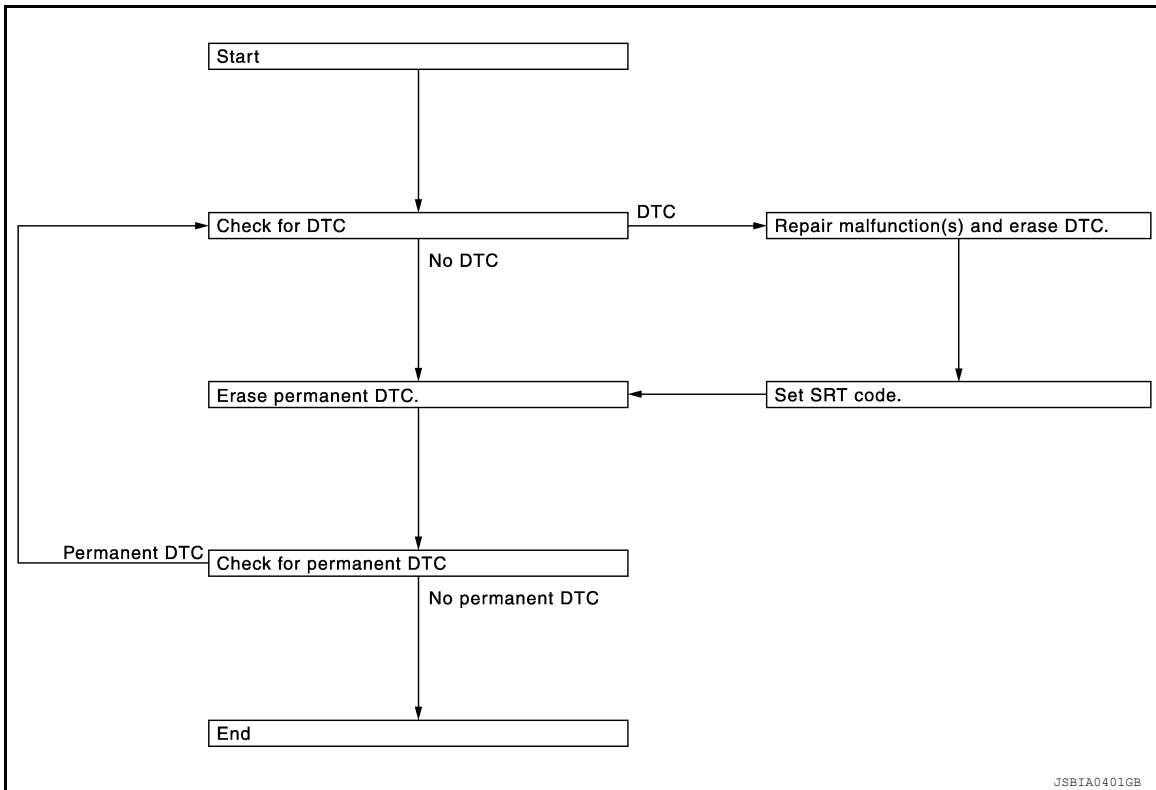 Start
Check for DTC
DTC
Repair malfunction(s) and erase DTC.
No DTC
Erase permanent DTC.
Set SRT code.
Permanent DTC
Check for permanent DTC
No permanent DTC
End
JSBIA0401GB